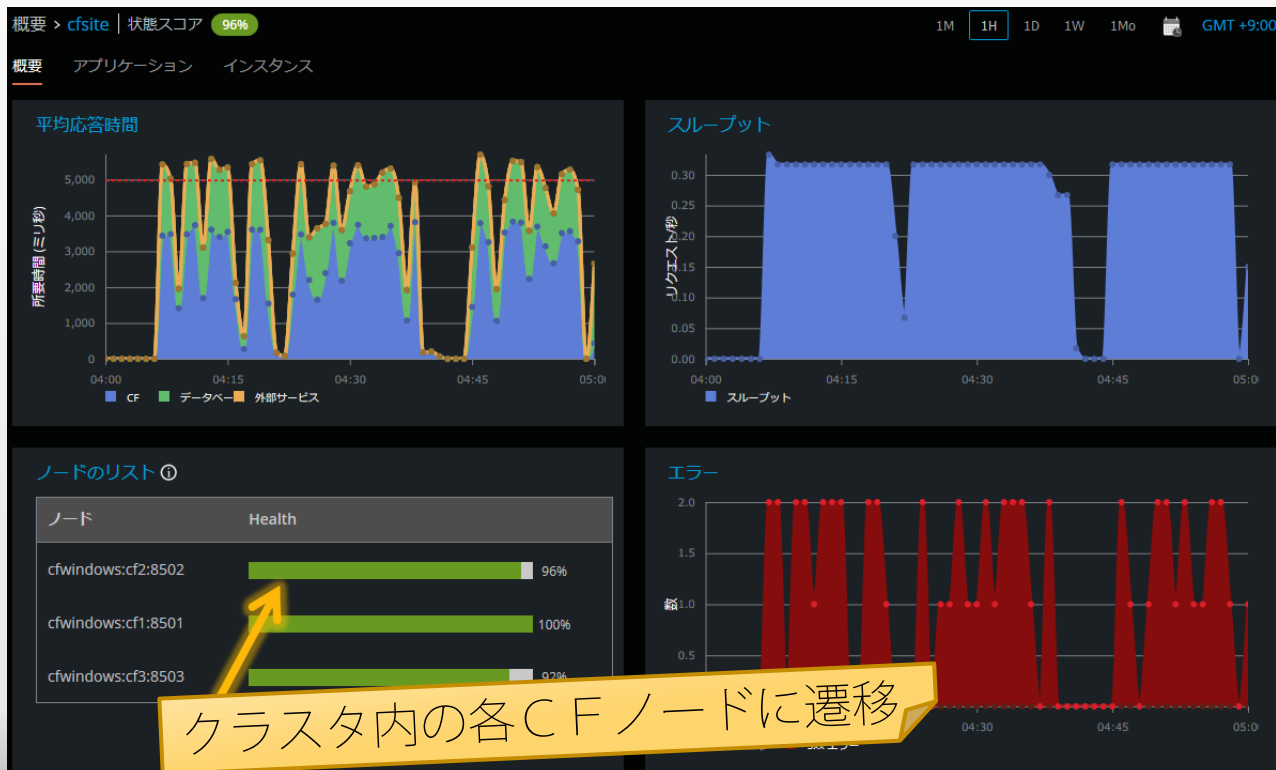 概要 > cfsite | 状態スコア 96%
1M 1H 1D 1W 1Mo GMT +9:00
概要 アプリケーション インスタンス
平均応答時間
所要時間 (ミリ秒)
5,000
4,000
3,000
2,000
1,000
0
04:00 04:15 04:30 04:45 05:0
CF データベー 外部サービス
スループット
リクエスト/秒
0.30
0.25
0.20
0.15
0.10
0.05
0.00
04:00 04:15 04:30 04:45 05:0
スループット
ノードのリスト
ノード Health
cfwindows:cf2:8502 96%
cfwindows:cf1:8501 100%
cfwindows:cf3:8503 92%
エラー
数
2.0
1.5
1.0
0.5
04:30 04:45 05:0
クラスタ内の各ＣＦノードに遷移